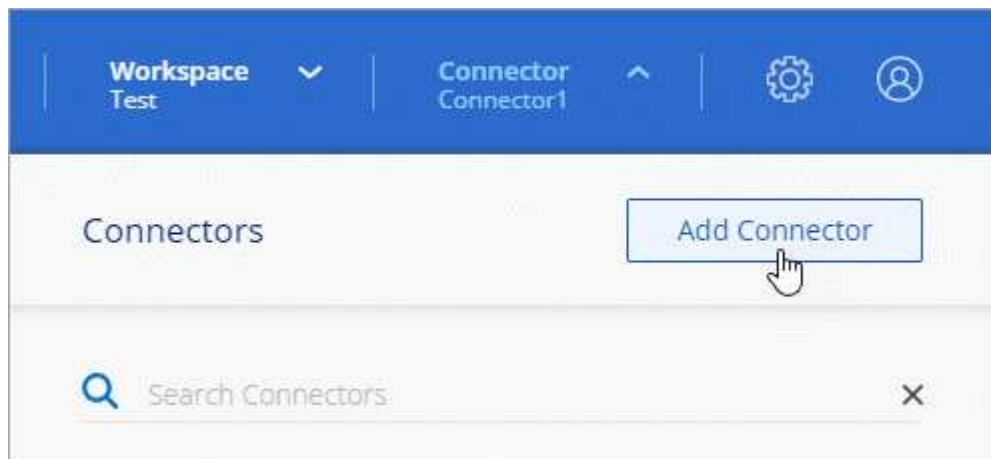 Workspace
Test
Connector
Connector1
Connectors
Add Connector
Search Connectors